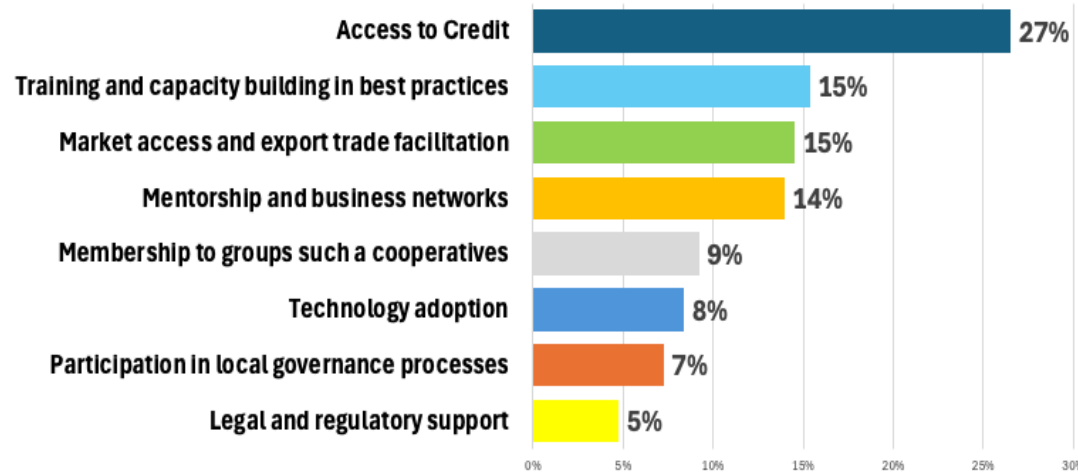 Access to Credit 27%
Training and capacity building in best practices 15%
Market access and export trade facilitation 15%
Mentorship and business networks 14%
Membership to groups such a cooperatives 9%
Technology adoption 8%
Participation in local governance processes 7%
Legal and regulatory support 5%
0% 5% 10% 15% 20% 25% 30